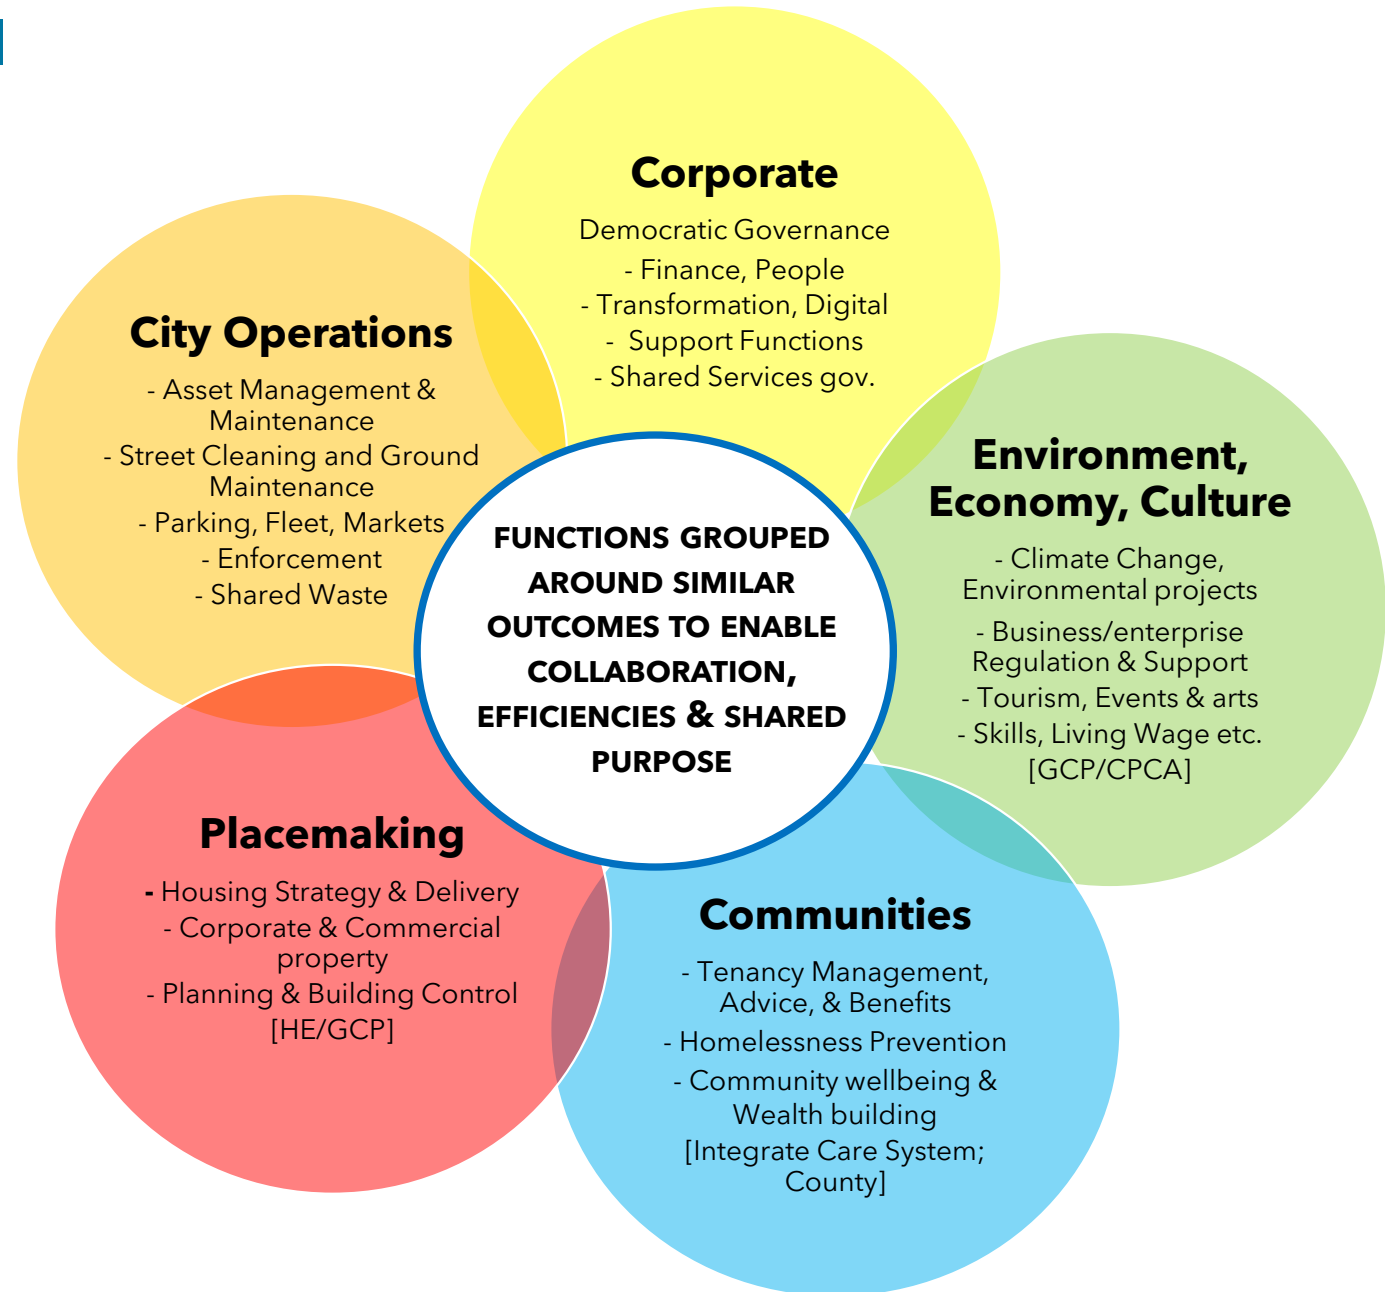 Corporate
Democratic Governance
- Finance, People
- Transformation, Digital
- Support Functions
- Shared Services gov.
City Operations
- Asset Management &
Maintenance
- Street Cleaning and Ground
Maintenance
- Parking, Fleet, Markets
- Enforcement
- Shared Waste
Environment,
Economy, Culture
- Climate Change,
Environmental projects
- Business/enterprise
Regulation & Support
- Tourism, Events & arts
- Skills, Living Wage etc.
[GCP/CPCA]
FUNCTIONS GROUPED
AROUND SIMILAR
OUTCOMES TO ENABLE
COLLABORATION,
EFFICIENCIES & SHARED
PURPOSE
Placemaking
- Housing Strategy & Delivery
- Corporate & Commercial
property
- Planning & Building Control
[HE/GCP]
Communities
- Tenancy Management,
Advice, & Benefits
- Homelessness Prevention
- Community wellbeing &
Wealth building
[Integrate Care System;
County]